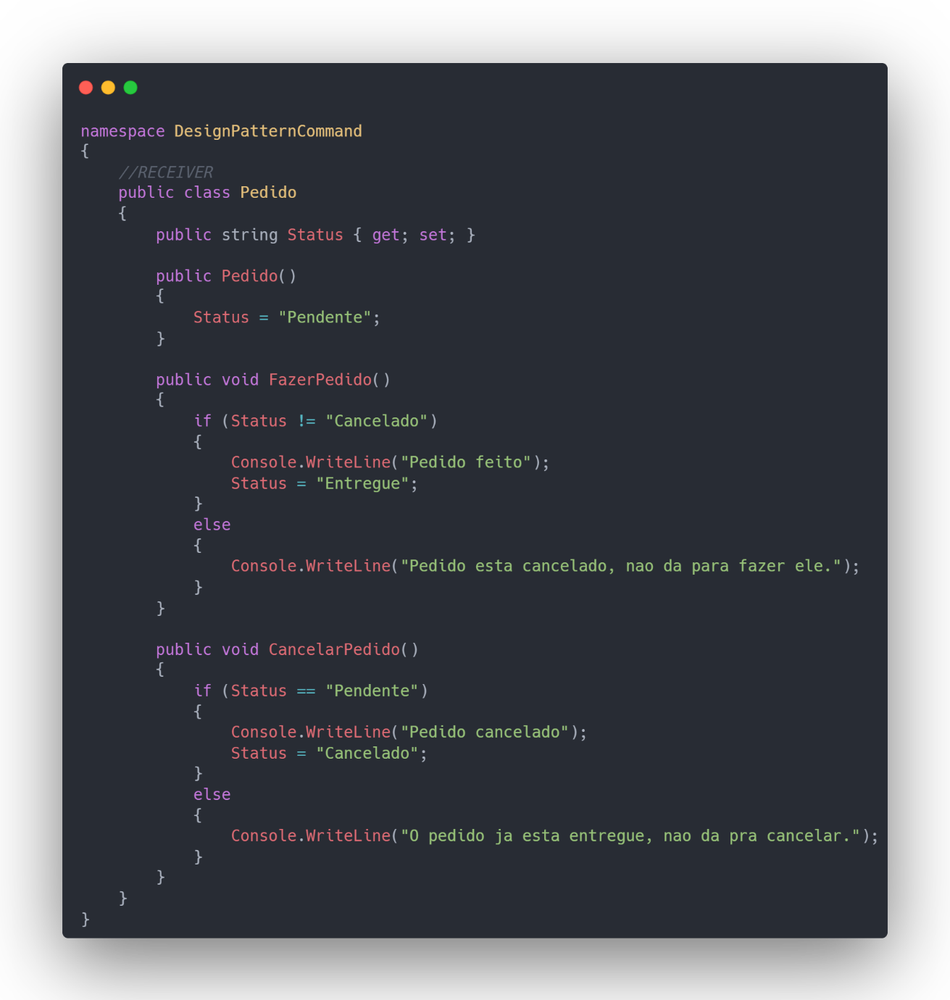 namespace DesignPatternCommand
{
    //RECEIVER
    public class Pedido
    {
        public string Status { get; set; }

        public Pedido()
        {
            Status = "Pendente";
        }

        public void FazerPedido()
        {
            if (Status != "Cancelado")
            {
                Console.WriteLine("Pedido feito");
                Status = "Entregue";
            }
            else
            {
                Console.WriteLine("Pedido esta cancelado, nao da para fazer ele.");
            }
        }

        public void CancelarPedido()
        {
            if (Status == "Pendente")
            {
                Console.WriteLine("Pedido cancelado");
                Status = "Cancelado";
            }
            else
            {
                Console.WriteLine("O pedido ja esta entregue, nao da pra cancelar.");
            }
        }
    }
}